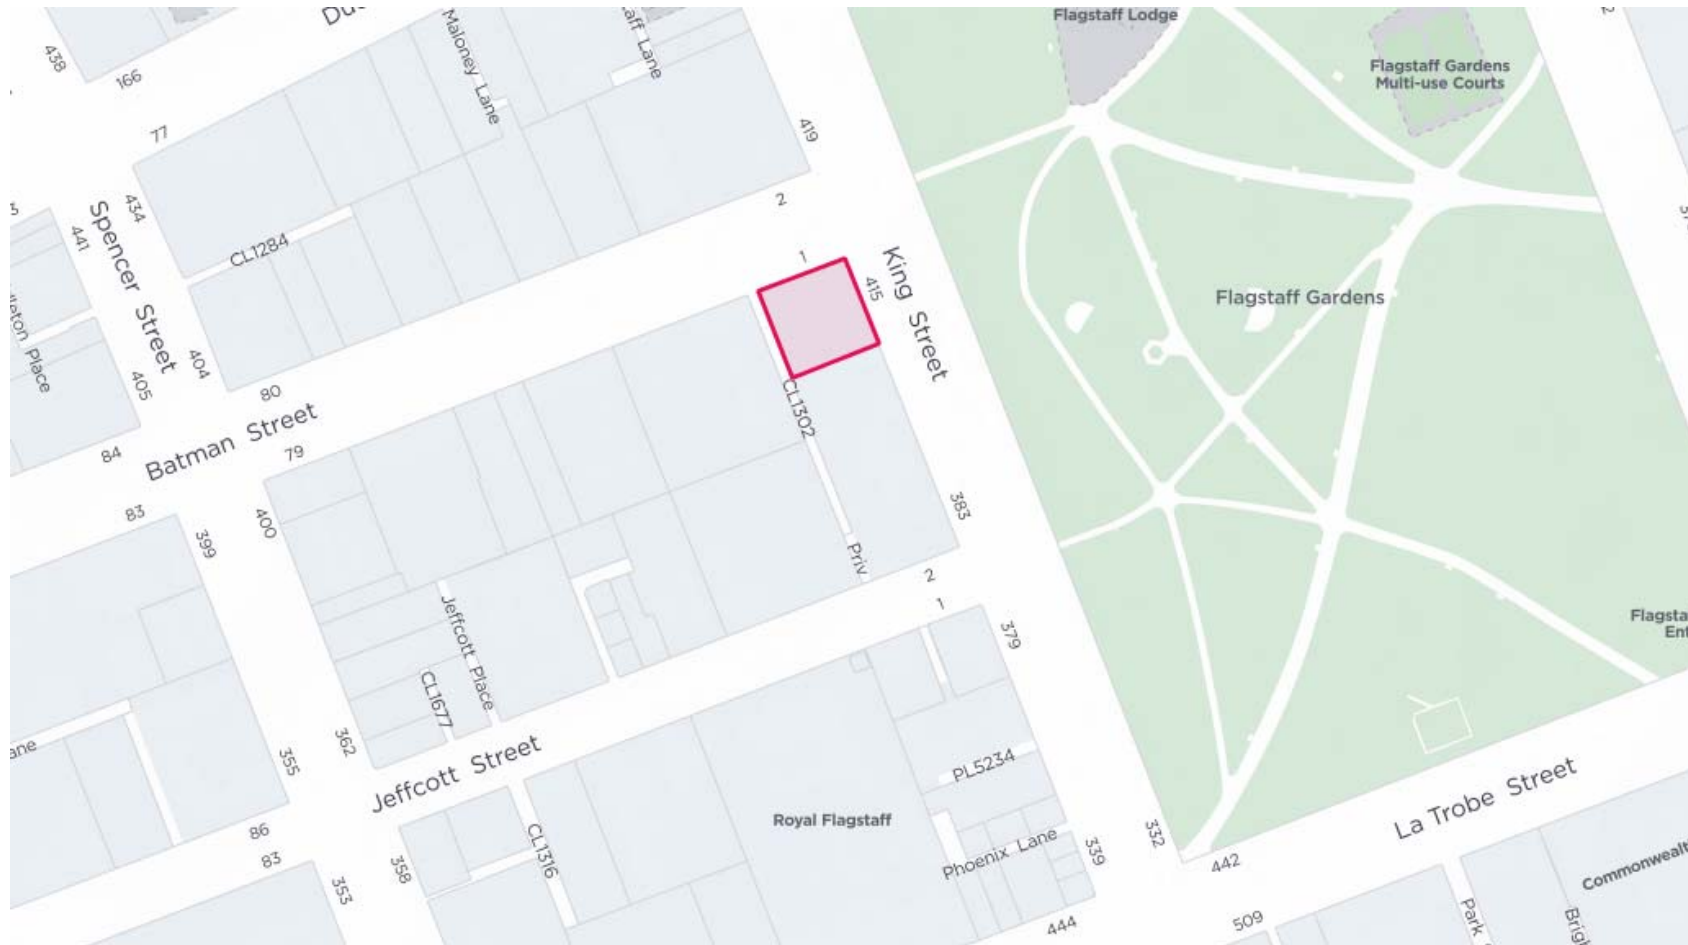 Flagstaff Lodge
438
166
Maloney Lane
Lane
Flagstaff Gardens
Multi-use Courts
77
419
434
Spencer Street
441
2
CL1284
1
King Street
415
Flagstaff Gardens
Place
404
405
80
CL1302
Batman Street
84
79
83
400
399
383
Priv
2
1
Jeffcott Place
379
CL1677
362
355
Jeffcott Street
PL5234
La Trobe Street
Royal Flagstaff
86
83
CL1316
358
353
Phoenix Lane
339
332
442
444
509
Park